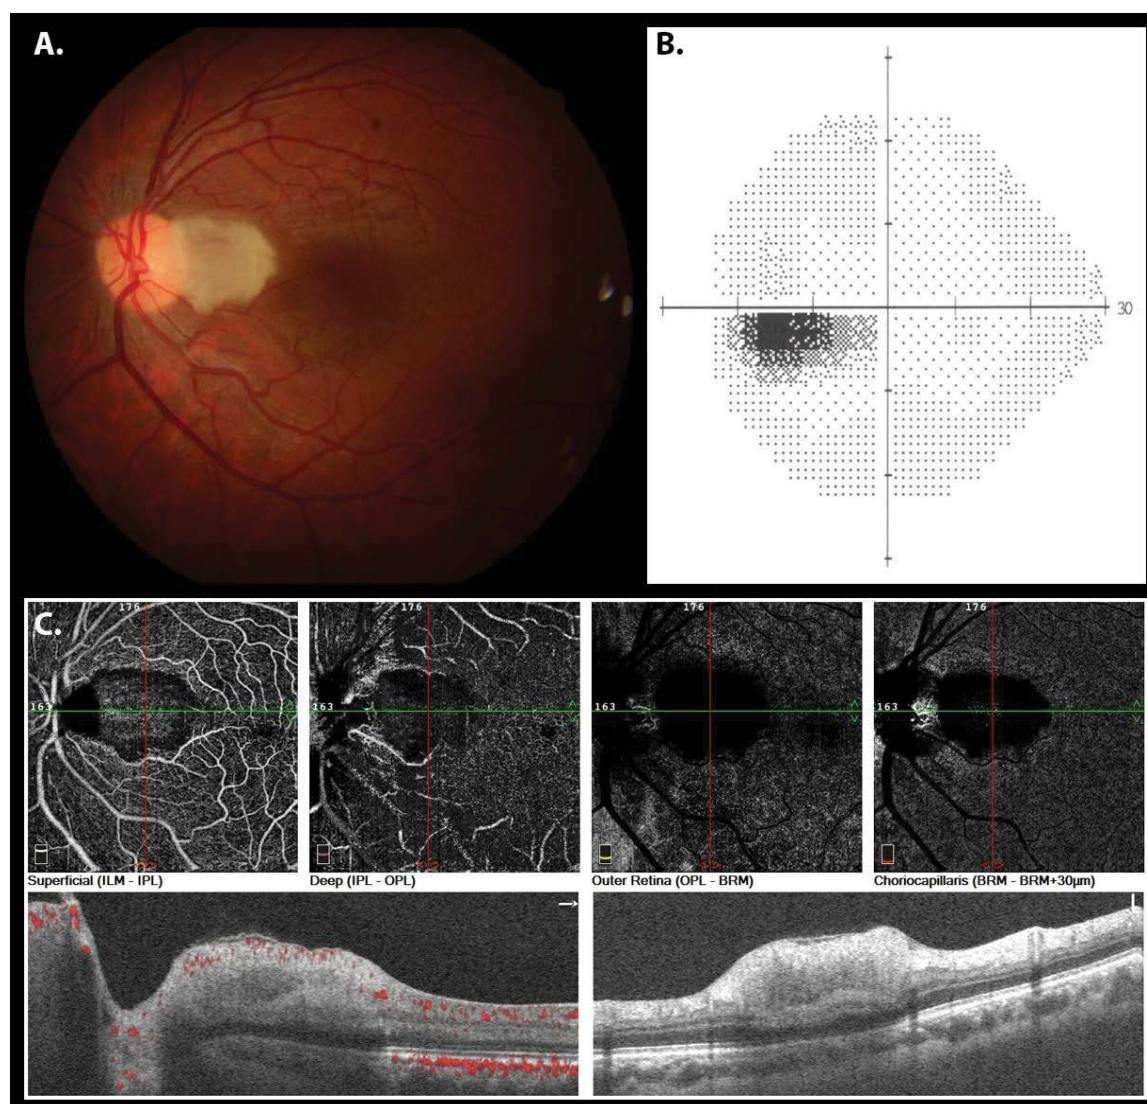 A.
B.
30
C.
176
176
176
176
163
163
163
163
Superficial (ILM - IPL)
Deep (IPL - OPL)
Outer Retina (OPL - BRM)
Choriocapillaris (BRM - BRM+30µm)